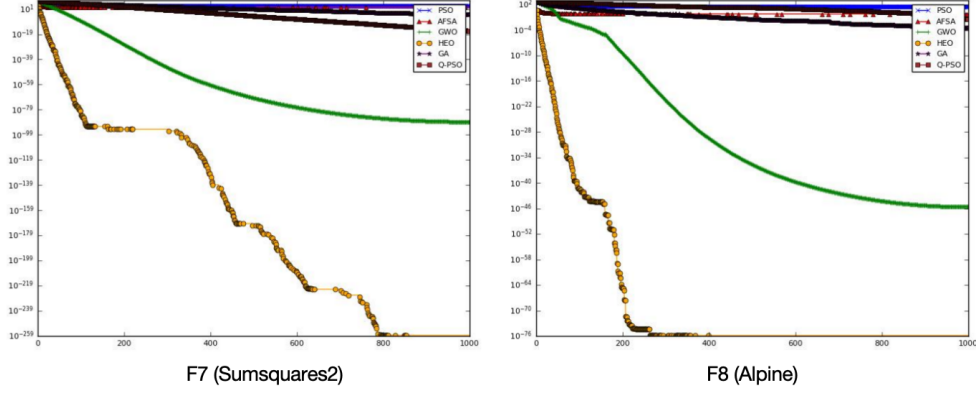 10^1
10^-19
10^-39
10^-59
10^-79
10^-99
10^-119
10^-139
10^-159
10^-179
10^-199
10^-219
10^-239
10^-259
0 200 400 600 800 1000
PSO
AFSA
GWO
HEO
GA
Q-PSO
F7 (Sumsquares2)
10^2
10^-4
10^-10
10^-16
10^-22
10^-28
10^-34
10^-40
10^-46
10^-52
10^-58
10^-64
10^-70
10^-76
0 200 400 600 800 1000
PSO
AFSA
GWO
HEO
GA
Q-PSO
F8 (Alpine)